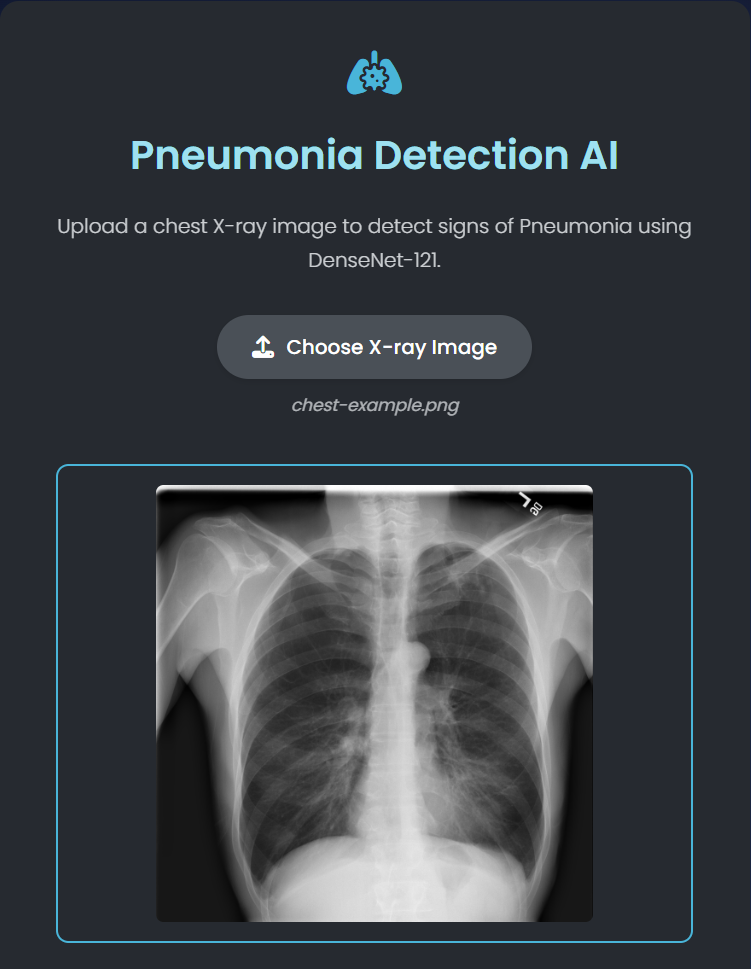 Pneumonia Detection AI
Upload a chest X-ray image to detect signs of Pneumonia using
DenseNet-121.
Choose X-ray Image
chest-example.png